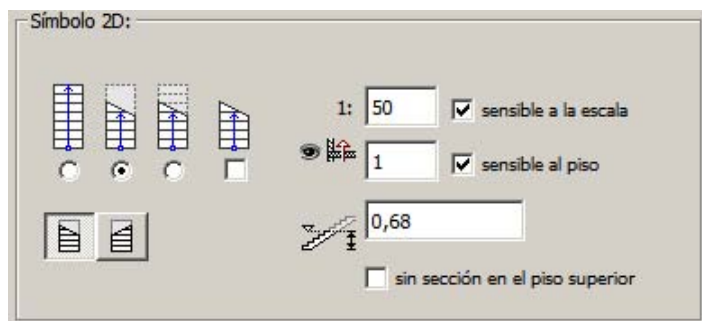 Símbolo 2D:
1: 50 sensible a la escala
1 sensible al piso
0,68
sin sección en el piso superior